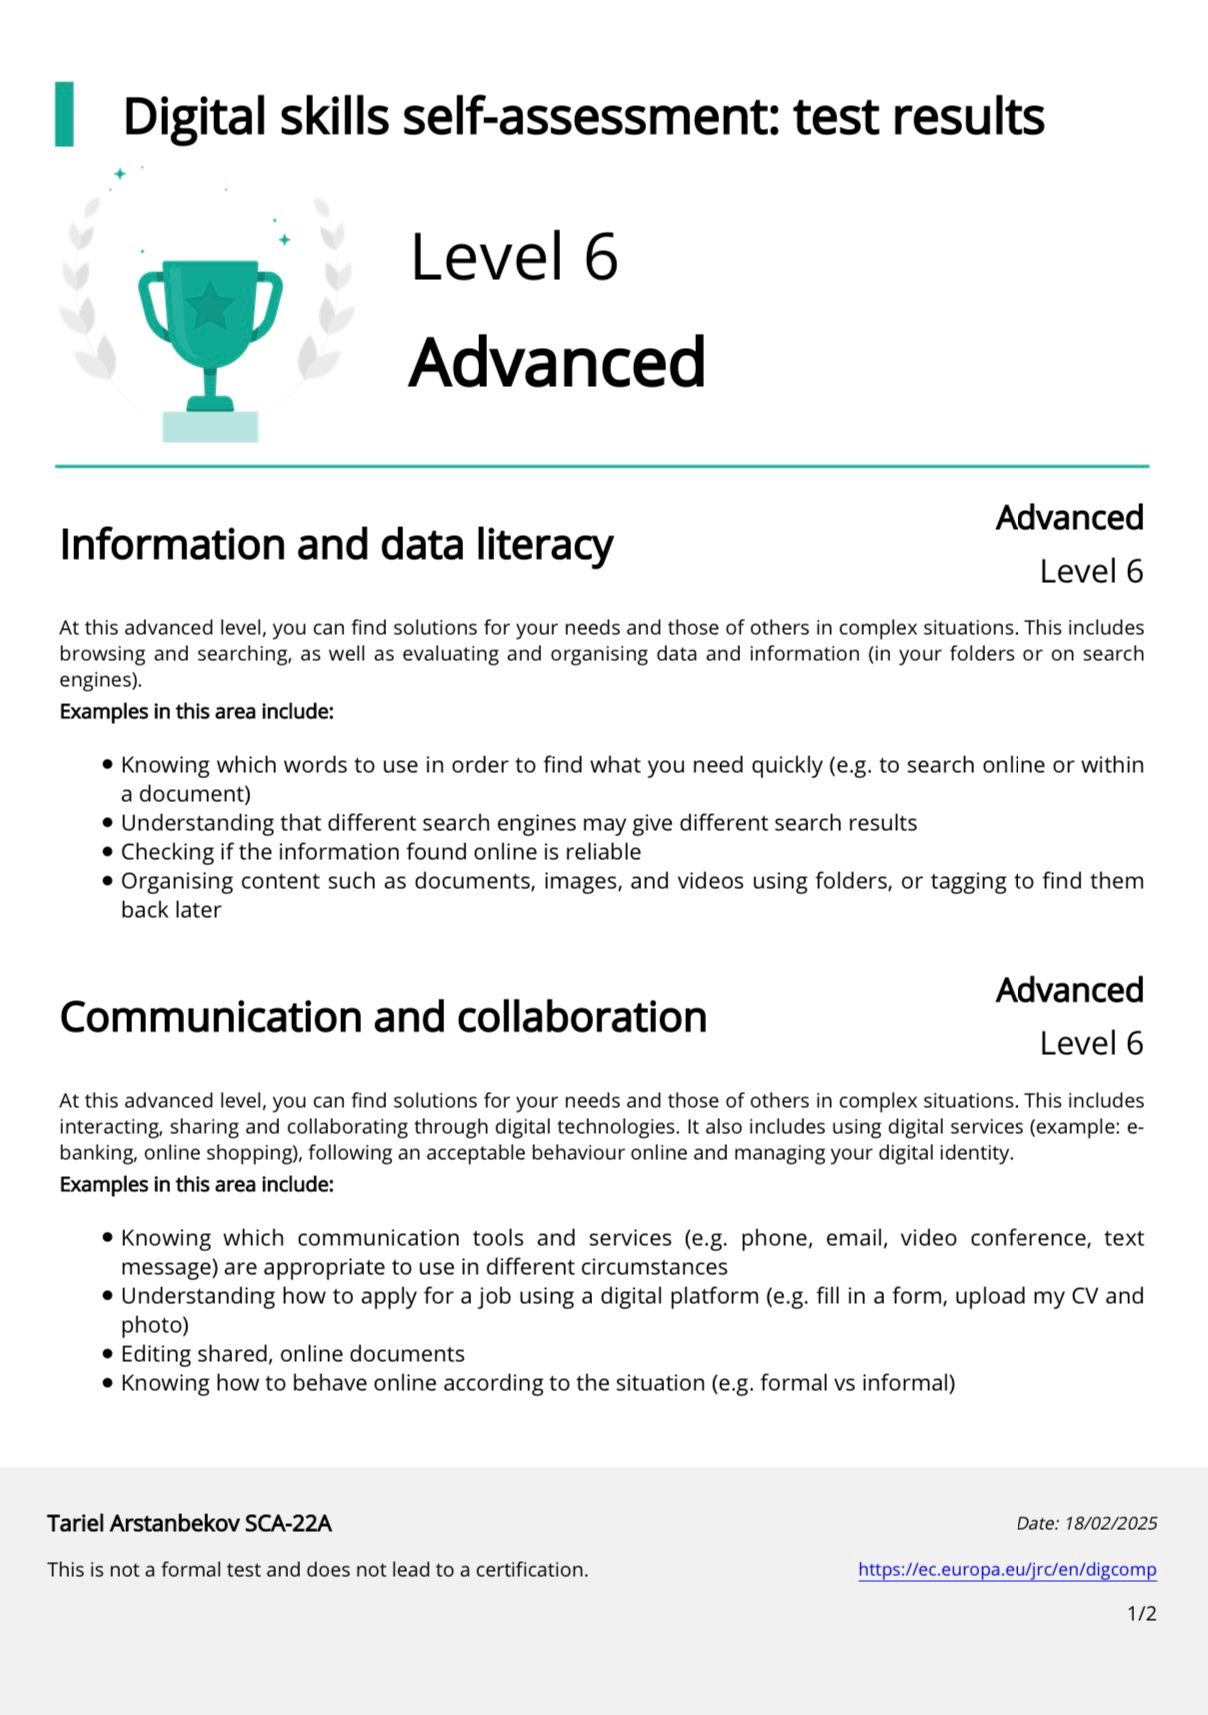 Digital skills self-assessment: test results
Level 6
Advanced
Information and data literacy
Advanced
Level 6
At this advanced level, you can find solutions for your needs and those of others in complex situations. This includes
browsing and searching, as well as evaluating and organising data and information (in your folders or on search
engines).
Examples in this area include:
● Knowing which words to use in order to find what you need quickly (e.g. to search online or within
a document)
● Understanding that different search engines may give different search results
● Checking if the information found online is reliable
● Organising content such as documents, images, and videos using folders, or tagging to find them
back later
Communication and collaboration
Advanced
Level 6
At this advanced level, you can find solutions for your needs and those of others in complex situations. This includes
interacting, sharing and collaborating through digital technologies. It also includes using digital services (example: e-
banking, online shopping), following an acceptable behaviour online and managing your digital identity.
Examples in this area include:
● Knowing which communication tools and services (e.g. phone, email, video conference, text
message) are appropriate to use in different circumstances
● Understanding how to apply for a job using a digital platform (e.g. fill in a form, upload my CV and
photo)
● Editing shared, online documents
● Knowing how to behave online according to the situation (e.g. formal vs informal)
Tariel Arstanbekov SCA-22A
Date: 18/02/2025
This is not a formal test and does not lead to a certification.
https://ec.europa.eu/jrc/en/digcomp
1/2